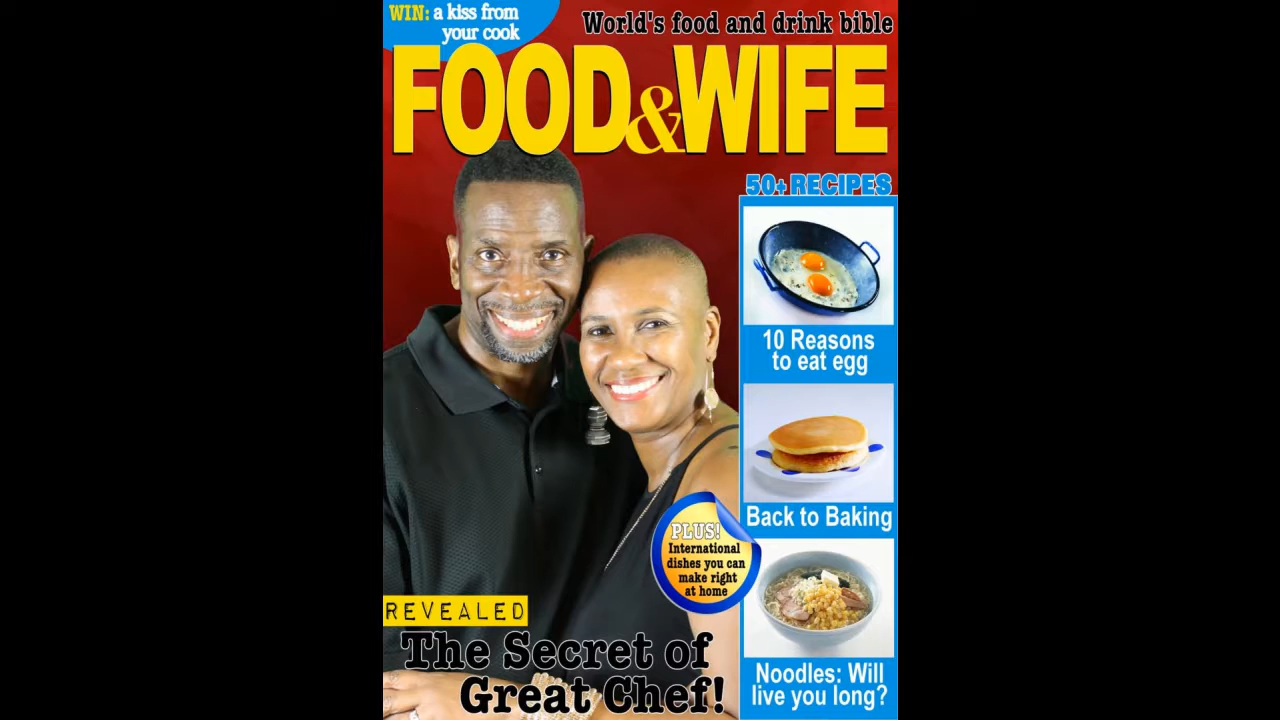 WIN: a kiss from
your cook
World's food and drink bible
FOOD&WIFE
50+ RECIPES
10 Reasons
to eat egg
Back to Baking
PLUS!
International
dishes you can
make right
at home
Noodles: Will
live you long?
REVEALED
The Secret of
Great Chef!